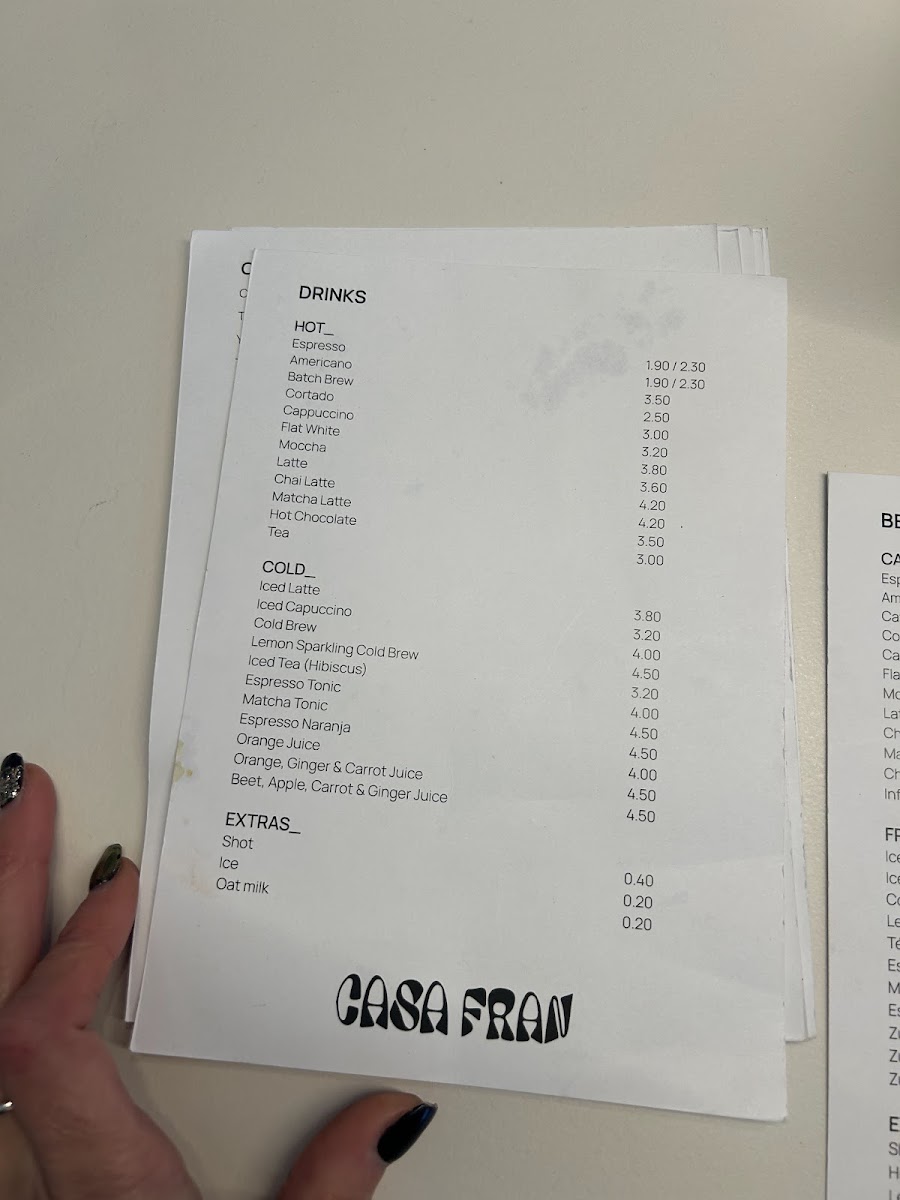 DRINKS
HOT_
Espresso 1.90 / 2.30
Americano 1.90 / 2.30
Batch Brew 3.50
Cortado 2.50
Cappuccino 3.00
Flat White 3.20
Moccha 3.80
Latte 3.60
Chai Latte 4.20
Matcha Latte 4.20
Hot Chocolate 3.50
Tea 3.00
COLD_
Iced Latte 3.80
Iced Capuccino 3.20
Cold Brew 4.00
Lemon Sparkling Cold Brew 4.50
Iced Tea (Hibiscus) 3.20
Espresso Tonic 4.00
Matcha Tonic 4.50
Espresso Naranja 4.50
Orange Juice 4.00
Orange, Ginger & Carrot Juice 4.50
Beet, Apple, Carrot & Ginger Juice 4.50
EXTRAS_
Shot 0.40
Ice 0.20
Oat milk 0.20
CASA FRAN